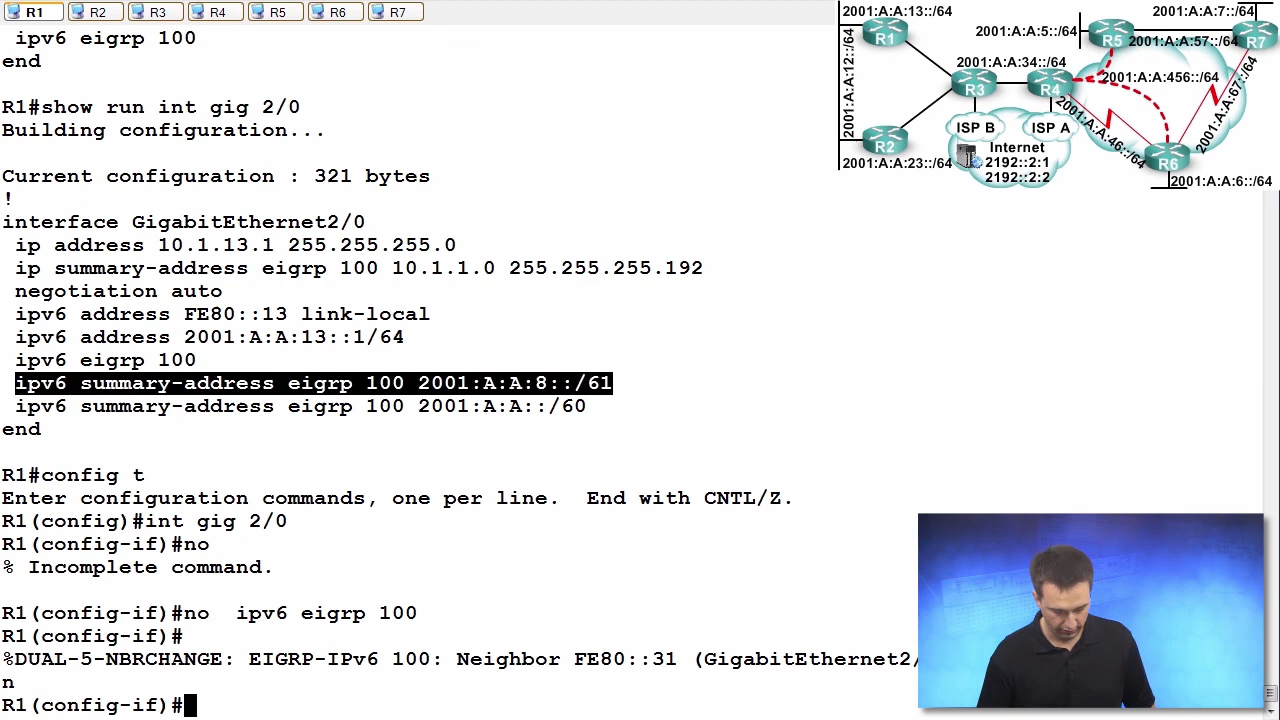 R1 R2 R3 R4 R5 R6 R7
ipv6 eigrp 100
end
R1#show run int gig 2/0
Building configuration...
Current configuration : 321 bytes
!
interface GigabitEthernet2/0
ip address 10.1.13.1 255.255.255.0
ip summary-address eigrp 100 10.1.1.0 255.255.255.192
negotiation auto
ipv6 address FE80::13 link-local
ipv6 address 2001:A:A:13::1/64
ipv6 eigrp 100
ipv6 summary-address eigrp 100 2001:A:A:8::/61
ipv6 summary-address eigrp 100 2001:A:A::/60
end
R1#config t
Enter configuration commands, one per line.  End with CNTL/Z.
R1(config)#int gig 2/0
R1(config-if)#no
% Incomplete command.
R1(config-if)#no  ipv6 eigrp 100
R1(config-if)#
%DUAL-5-NBRCHANGE: EIGRP-IPv6 100: Neighbor FE80::31 (GigabitEthernet2/
n
R1(config-if)#
2001:A:A:13::/64
2001:A:A:7::/64
R1
2001:A:A:5::/64
R5
2001:A:A:57::/64
R7
2001:A:A:12::/64
2001:A:A:34::/64
R3
R4
2001:A:A:456::/64
2001:A:A:67::/64
2001:A:A:46::/64
ISP B
ISP A
R2
Internet
2192::2:1
2192::2:2
2001:A:A:23::/64
R6
2001:A:A:6::/64